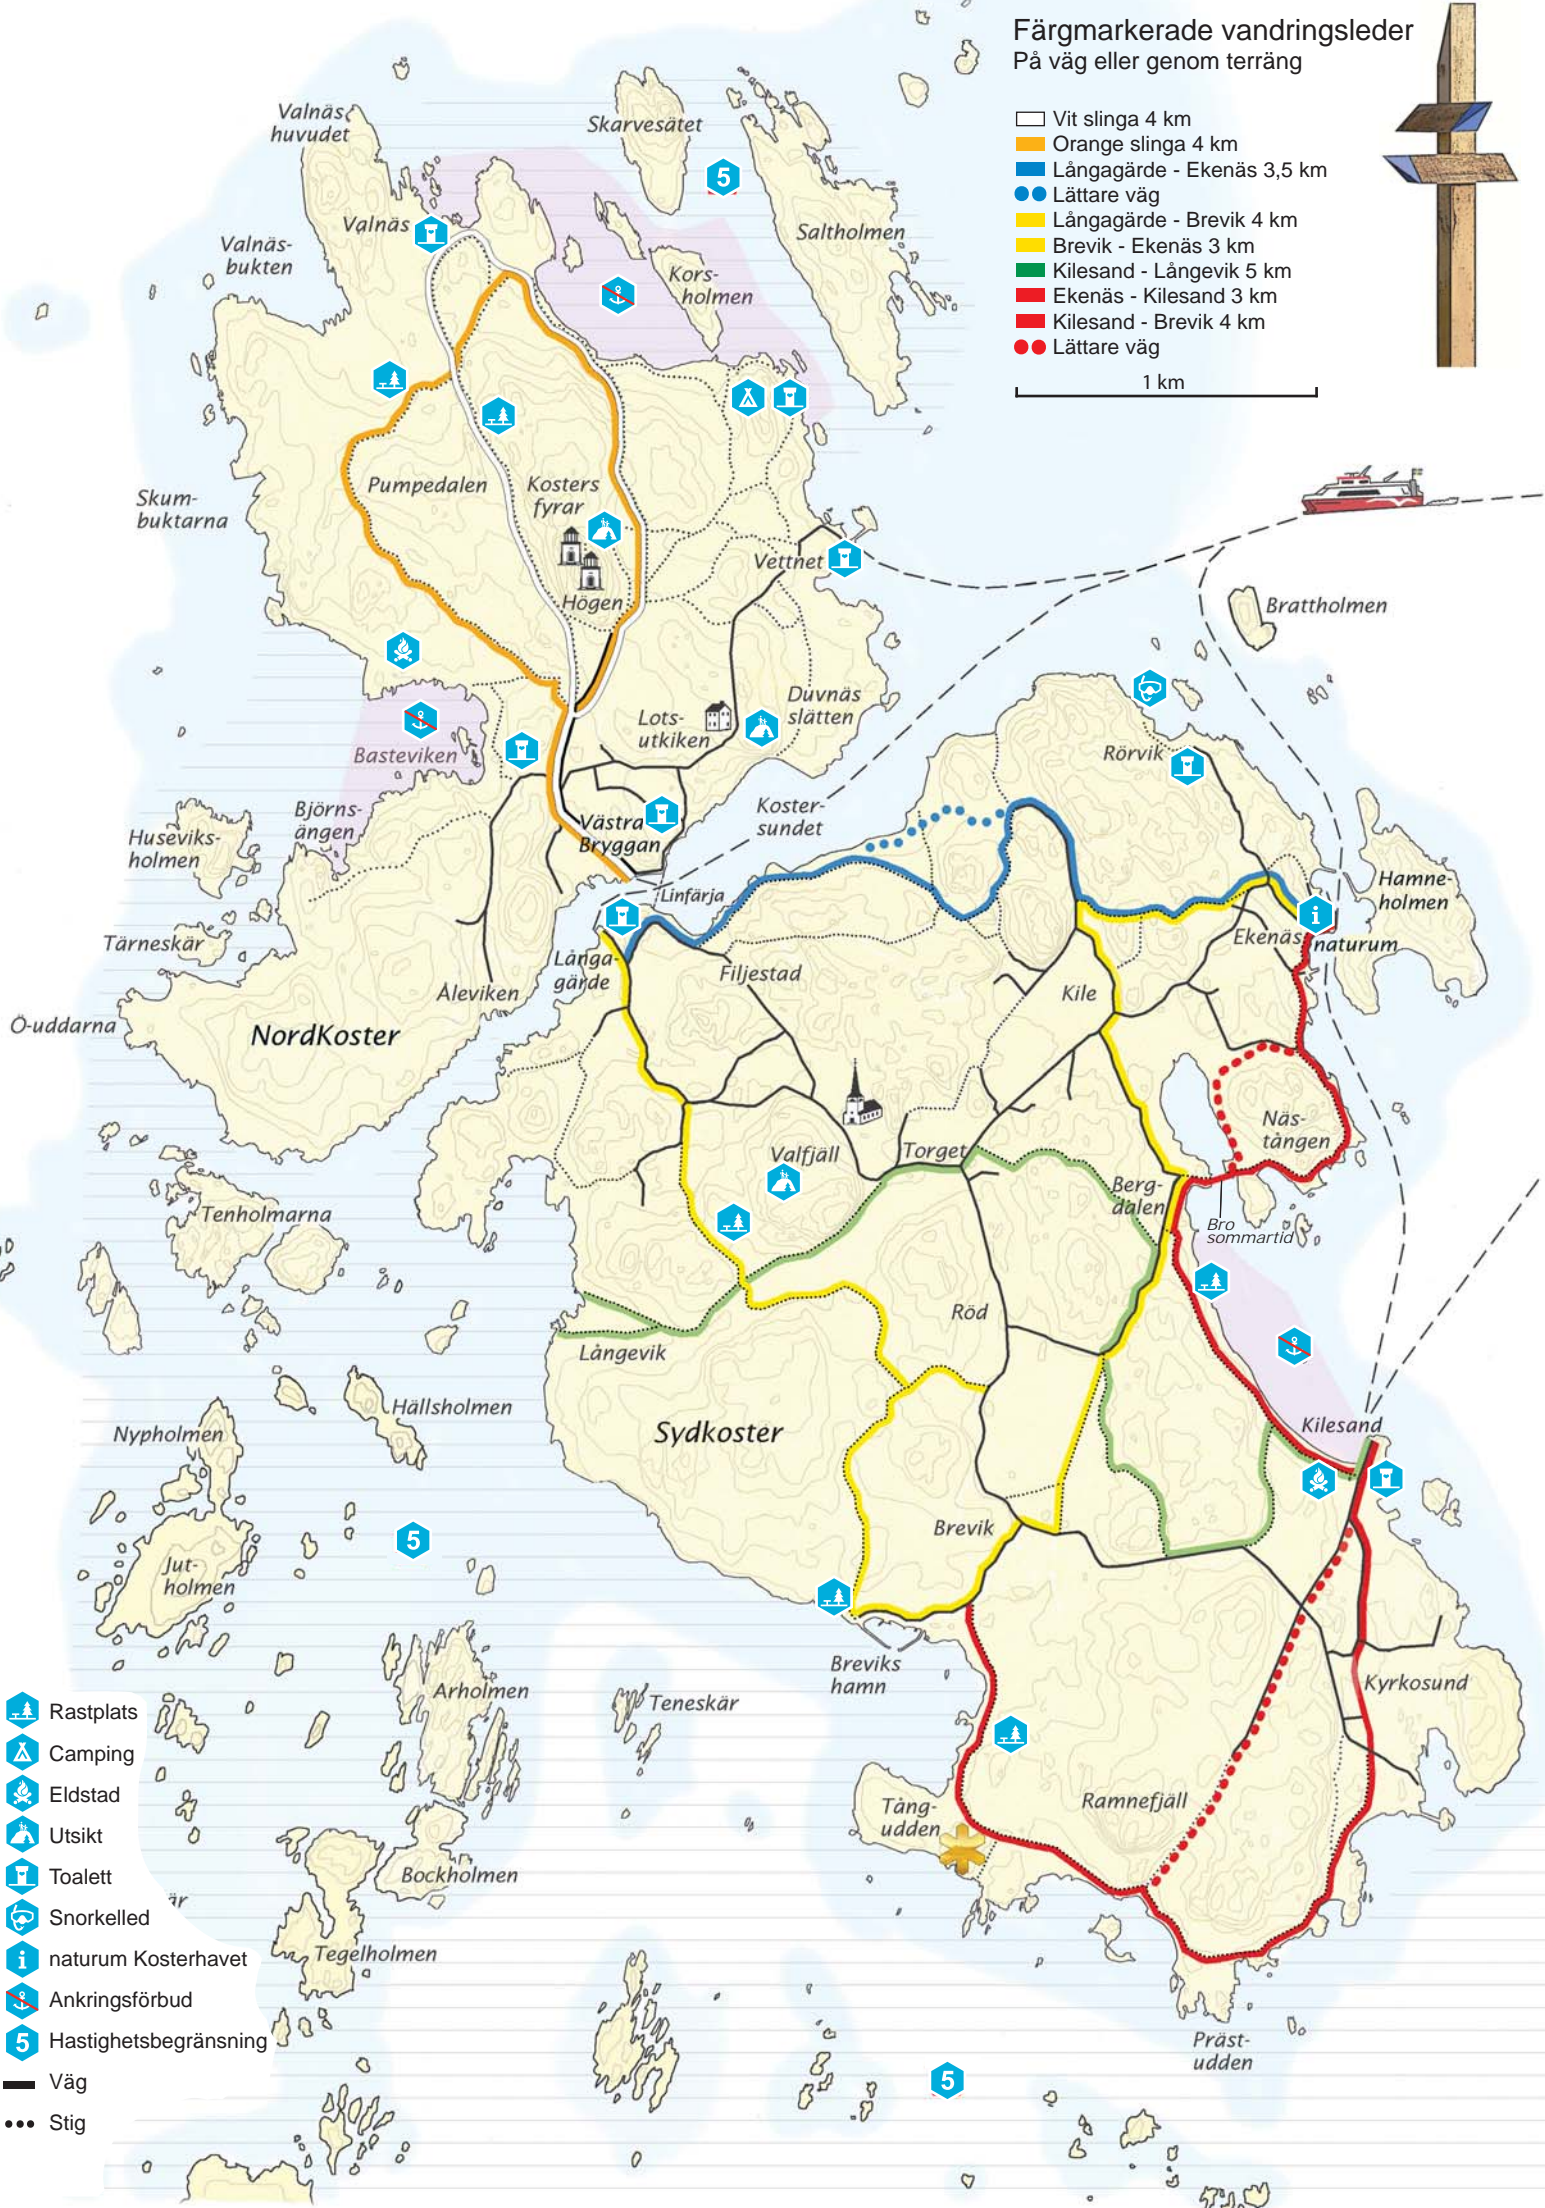 Färgmarkerade vandringsleder
På väg eller genom terräng
Vit slinga 4 km
Orange slinga 4 km
Långagärde - Ekenäs 3,5 km
Lättare väg
Långagärde - Brevik 4 km
Brevik - Ekenäs 3 km
Kilesand - Långevik 5 km
Ekenäs - Kilesand 3 km
Kilesand - Brevik 4 km
Lättare väg
1 km
Valnäs
huvudet
Skarvesätet
5
Valnäs
Valnäs-
bukten
Saltholmen
Kors-
holmen
Pumpedalen
Kosters
fyrar
Skum-
buktarna
Vettnet
Högen
Brattholmen
Duvnäs
slätten
Lots-
utkiken
Basteviken
Rörvik
Björns-
ängen
Koster-
sundet
Huseviks-
holmen
Västra
Bryggan
Linfärja
Hamne-
holmen
Tärneskär
Ekenäs
naturum
i
Långa-
gärde
Filjestad
Kile
Åleviken
Ö-uddarna
NordKoster
Näs-
tången
Valfjäll
Torget
Berg-
dalen
Bro
sommartid
Tenholmarna
Röd
Långevik
Hällsholmen
Nypholmen
Sydkoster
Kilesand
5
Brevik
Jut-
holmen
Breviks
hamn
Kyrkosund
Arholmen
Teneskär
Tång-
udden
Ramnefjäll
Bockholmen
är
Tegelholmen
Präst-
udden
5
Rastplats
Camping
Eldstad
Utsikt
Toalett
Snorkelled
i naturum Kosterhavet
Ankringsförbud
5 Hastighetsbegränsning
Väg
Stig